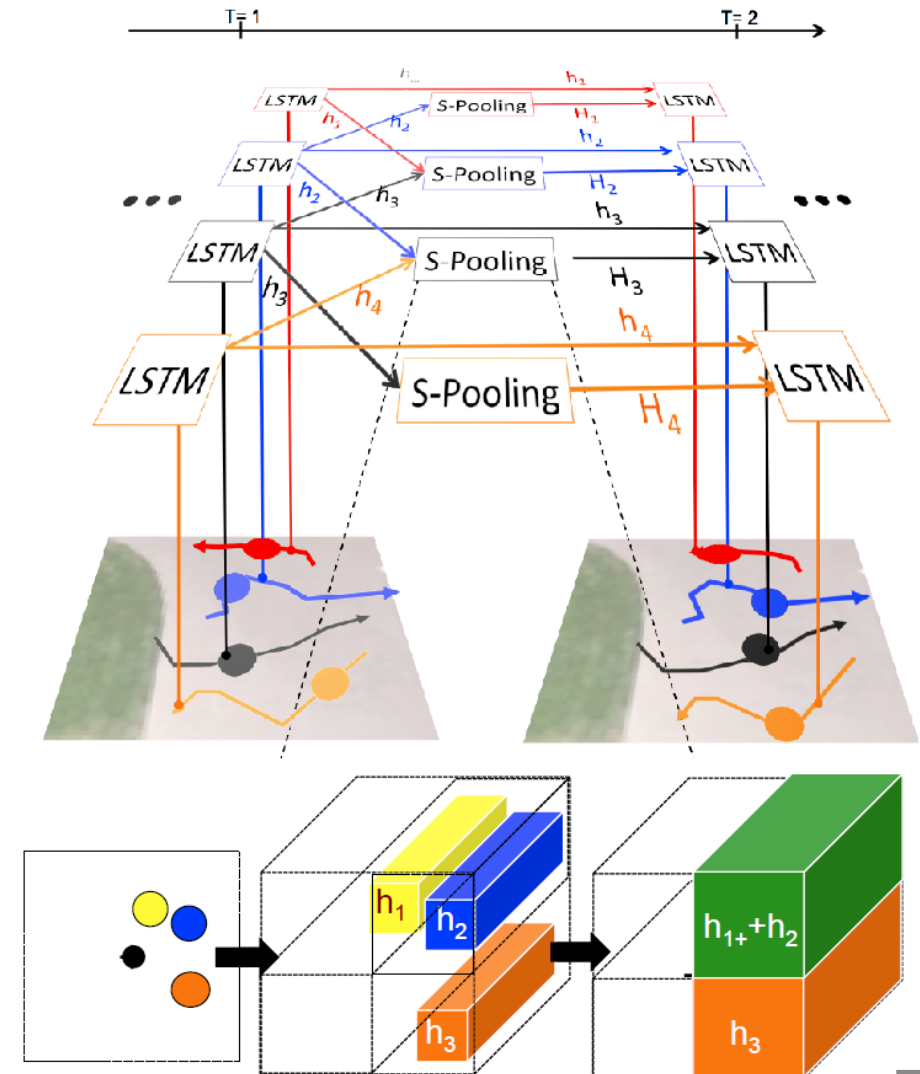 T= 1 T= 2
h...
h₁
LSTM
S-Pooling
LSTM
h₁
h₂
H₁
h₂
LSTM
S-Pooling
LSTM
h₂
h₃
H₂
h₃
LSTM
S-Pooling
LSTM
h₃
h₄
H₃
h₄
LSTM
S-Pooling
LSTM
H₄
h₁
h₂
h₃
h₁₊+h₂
h₃